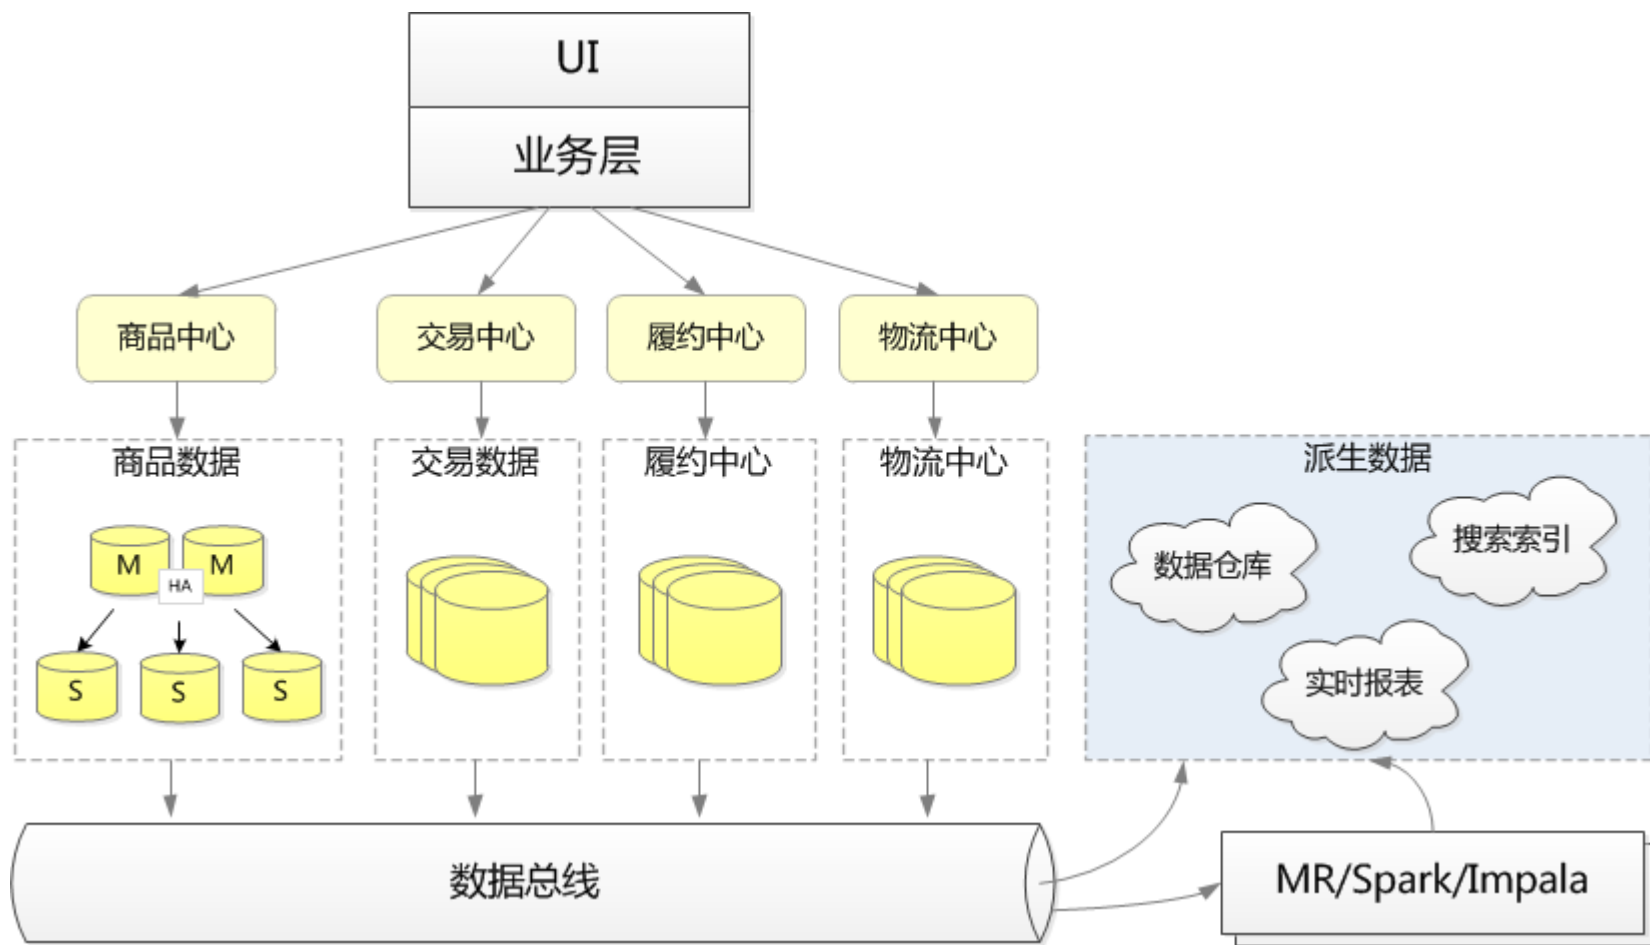 UI
业务层
商品中心
交易中心
履约中心
物流中心
商品数据
交易数据
履约中心
物流中心
派生数据
M
M
HA
S
S
S
数据仓库
搜索索引
实时报表
数据总线
MR/Spark/Impala